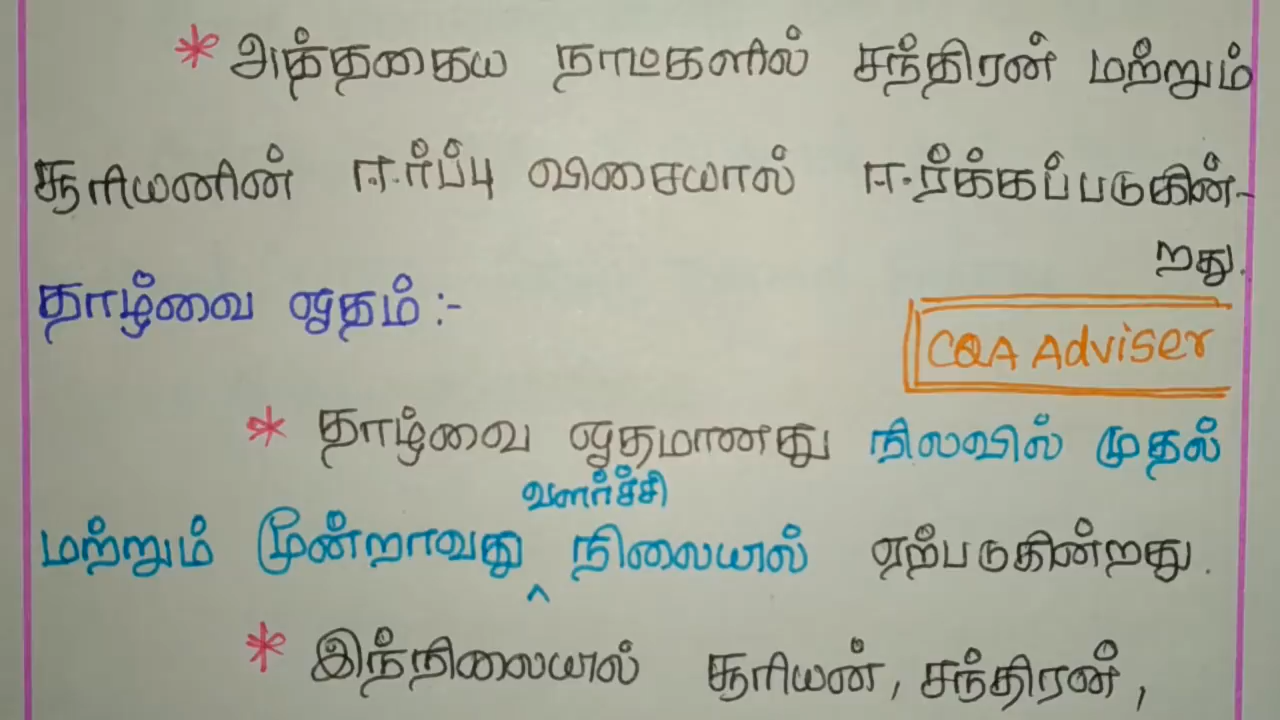 * அத்தகைய நாட்களில் சந்திரன் மற்றும்
சூரியனின் ஈர்ப்பு விசையால் ஈர்க்கப்படுகின்-
றது.
தாழ்வை ஓதம் :-
CQA Adviser
* தாழ்வை ஓதமானது நிலவில் முதல்
வளர்ச்சி
மற்றும் மூன்றாவது ^ நிலையால் ஏற்படுகின்றது.
* இந்நிலையால் சூரியன், சந்திரன்,